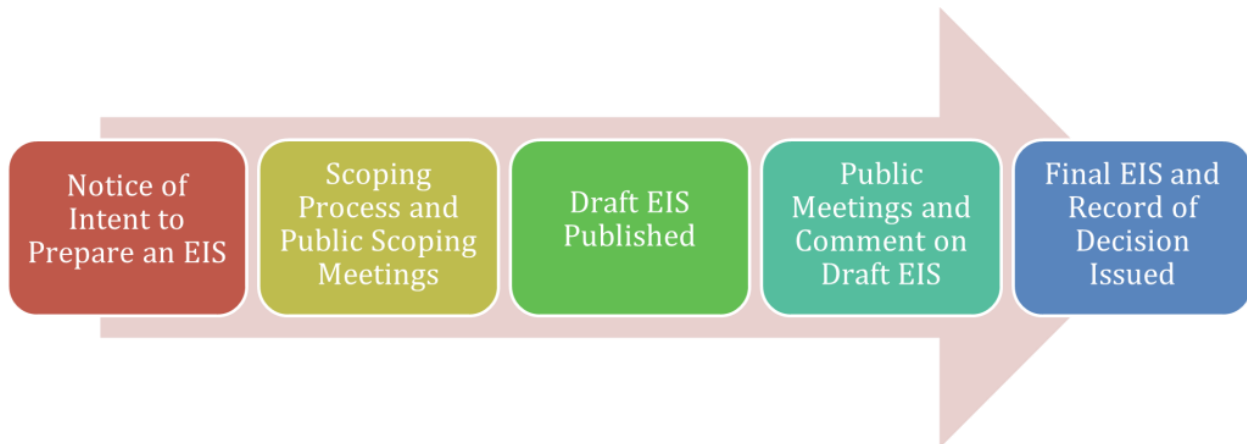 Notice of
Intent to
Prepare an EIS
Scoping
Process and
Public Scoping
Meetings
Draft EIS
Published
Public
Meetings and
Comment on
Draft EIS
Final EIS and
Record of
Decision
Issued